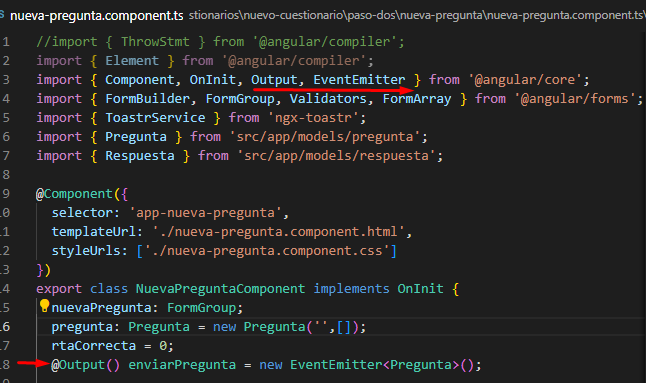 nueva-pregunta.component.ts stionarios\nuevo-cuestionario\paso-dos\nueva-pregunta\nueva-pregunta.component.ts\
1 //import { ThrowStmt } from '@angular/compiler';
2 import { Element } from '@angular/compiler';
3 import { Component, OnInit, Output, EventEmitter } from '@angular/core';
4 import { FormBuilder, FormGroup, Validators, FormArray } from '@angular/forms';
5 import { ToastrService } from 'ngx-toastr';
6 import { Pregunta } from 'src/app/models/pregunta';
7 import { Respuesta } from 'src/app/models/respuesta';
8
9 @Component({
10 selector: 'app-nueva-pregunta',
11 templateUrl: './nueva-pregunta.component.html',
12 styleUrls: ['./nueva-pregunta.component.css']
13 })
14 export class NuevaPreguntaComponent implements OnInit {
15 nuevaPregunta: FormGroup;
16 pregunta: Pregunta = new Pregunta('',[]);
17 rtaCorrecta = 0;
18 @Output() enviarPregunta = new EventEmitter<Pregunta>();